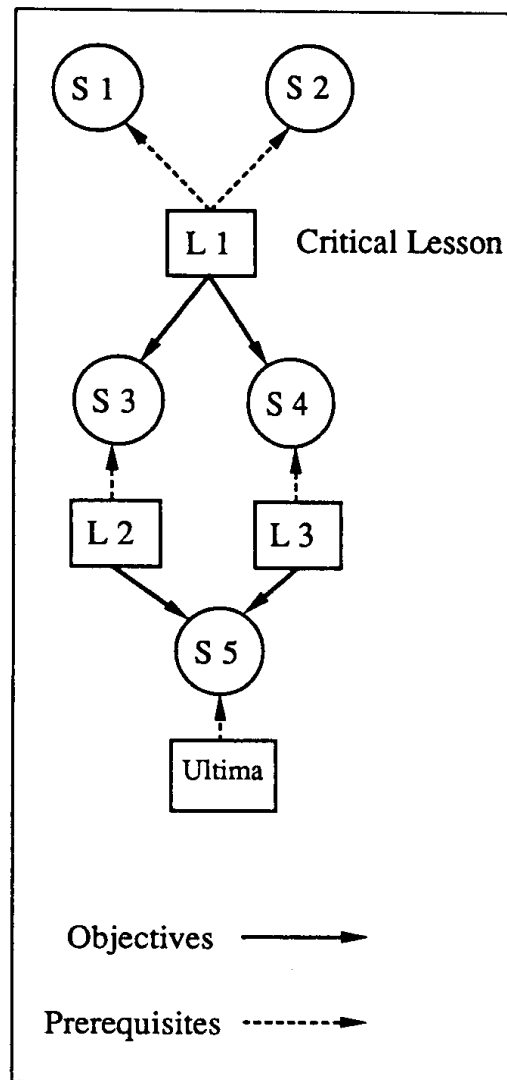 S 1
S 2
L 1
Critical Lesson
S 3
S 4
L 2
L 3
S 5
Ultima
Objectives
Prerequisites